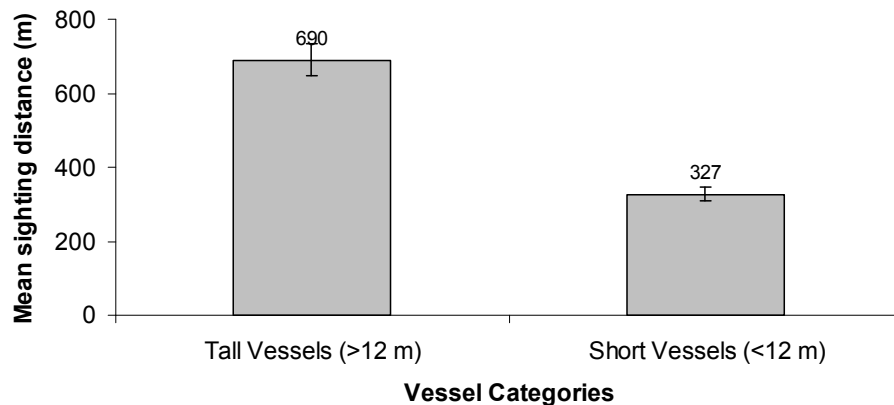 Mean sighting distance (m)
800
600
400
200
0
690
327
Tall Vessels (>12 m)
Short Vessels (<12 m)
Vessel Categories